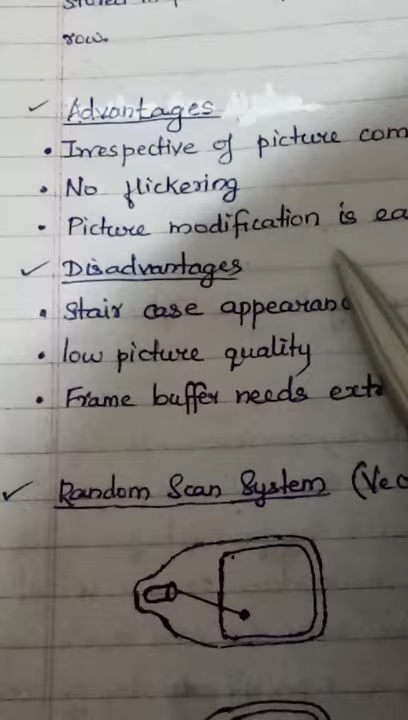 row.
Advantages
• Irrespective of picture com
• No flickering
• Picture modification is ea
Disadvantages
• Stair case appearanc
• low picture quality
• Frame buffer needs ext
Random Scan System (Vec